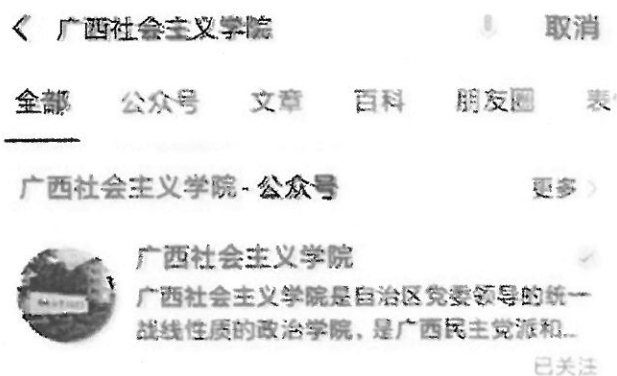 广西社会主义学院 取消
全部 公众号 文章 百科 朋友圈 表
广西社会主义学院 - 公众号 更多
广西社会主义学院
广西社会主义学院是自治区党委领导的统一
战线性质的政治学院，是广西民主党派和...
已关注